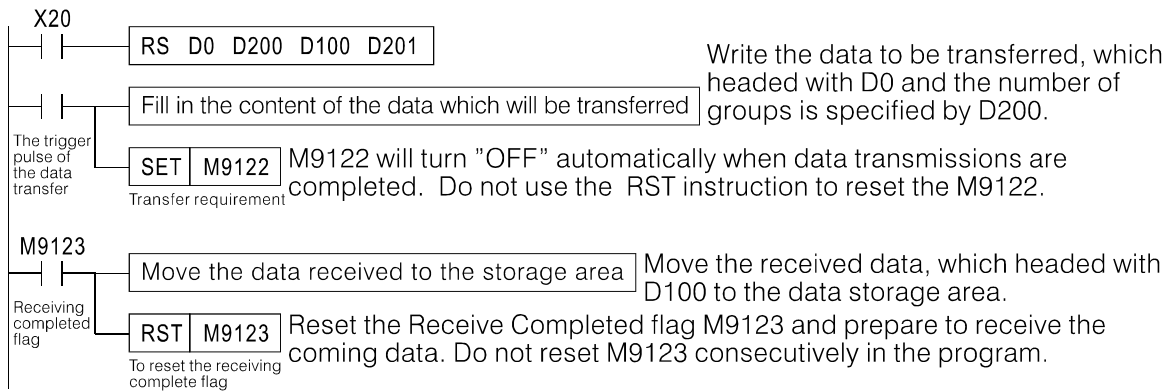 X20
RS D0 D200 D100 D201
Write the data to be transferred, which
headed with D0 and the number of
groups is specified by D200.
Fill in the content of the data which will be transferred
The trigger
pulse of
the data
transfer
SET M9122
Transfer requirement
M9122 will turn "OFF" automatically when data transmissions are
completed. Do not use the RST instruction to reset the M9122.
M9123
Receiving
completed
flag
Move the data received to the storage area
Move the received data, which headed with
D100 to the data storage area.
RST M9123
To reset the receiving
complete flag
Reset the Receive Completed flag M9123 and prepare to receive the
coming data. Do not reset M9123 consecutively in the program.